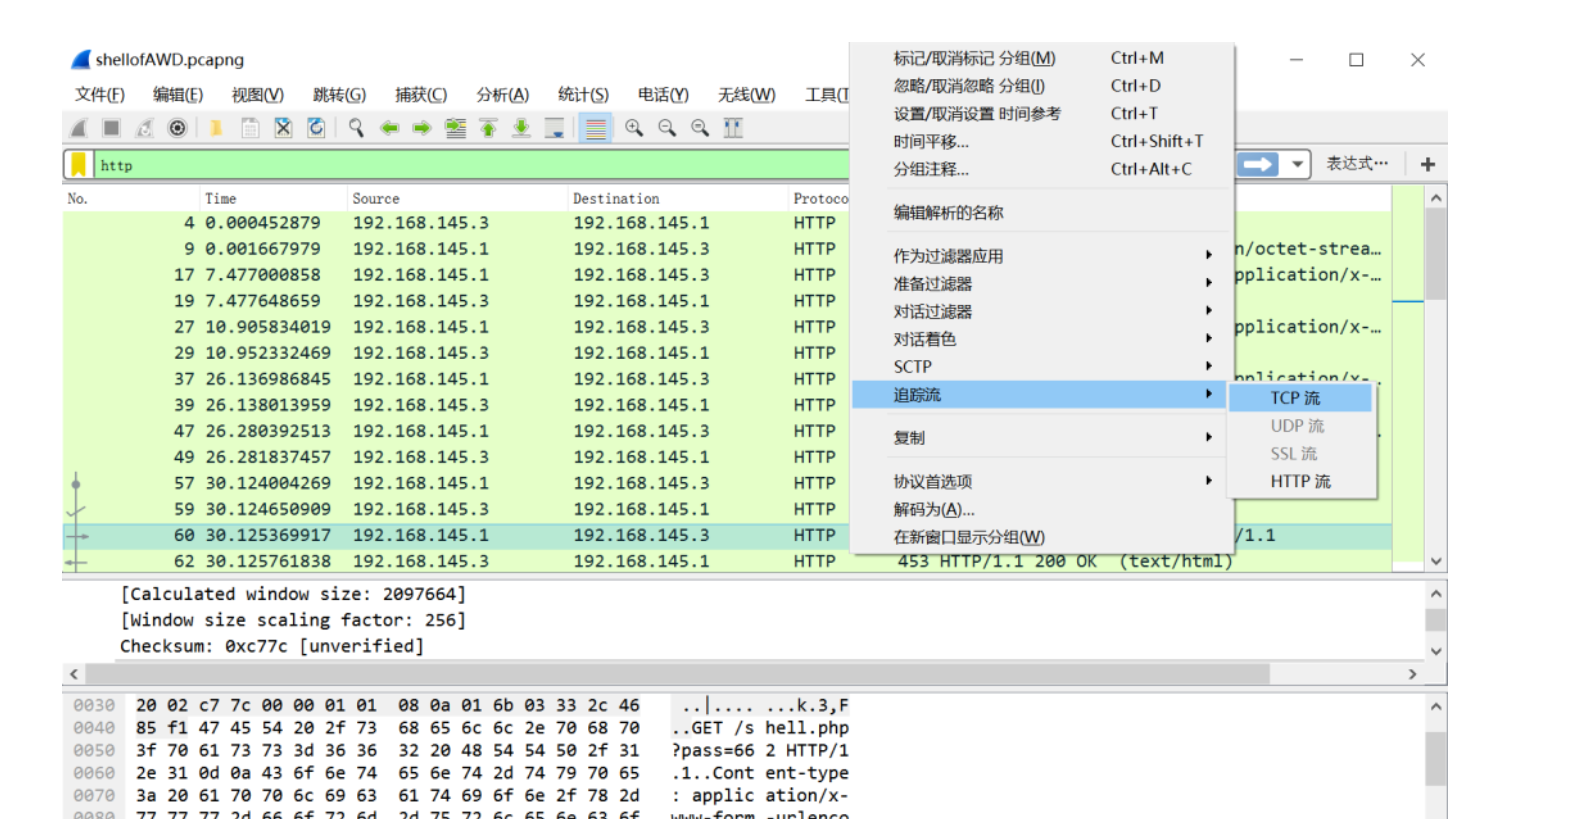 shellofAWD.pcapng
文件(F) 编辑(E) 视图(V) 跳转(G) 捕获(C) 分析(A) 统计(S) 电话(Y) 无线(W) 工具(T
http
表达式…
No. Time Source Destination Protoco
4 0.000452879 192.168.145.3 192.168.145.1 HTTP
9 0.001667979 192.168.145.1 192.168.145.3 HTTP n/octet-strea…
17 7.477000858 192.168.145.1 192.168.145.3 HTTP pplication/x-…
19 7.477648659 192.168.145.3 192.168.145.1 HTTP
27 10.905834019 192.168.145.1 192.168.145.3 HTTP pplication/x-…
29 10.952332469 192.168.145.3 192.168.145.1 HTTP
37 26.136986845 192.168.145.1 192.168.145.3 HTTP pplication/x-
39 26.138013959 192.168.145.3 192.168.145.1 HTTP
47 26.280392513 192.168.145.1 192.168.145.3 HTTP
49 26.281837457 192.168.145.3 192.168.145.1 HTTP
57 30.124004269 192.168.145.1 192.168.145.3 HTTP
59 30.124650909 192.168.145.3 192.168.145.1 HTTP
60 30.125369917 192.168.145.1 192.168.145.3 HTTP /1.1
62 30.125761838 192.168.145.3 192.168.145.1 HTTP 453 HTTP/1.1 200 OK (text/html)
标记/取消标记 分组(M) Ctrl+M
忽略/取消忽略 分组(I) Ctrl+D
设置/取消设置 时间参考 Ctrl+T
时间平移... Ctrl+Shift+T
分组注释... Ctrl+Alt+C
编辑解析的名称
作为过滤器应用
准备过滤器
对话过滤器
对话着色
SCTP
追踪流
复制
协议首选项
解码为(A)...
在新窗口显示分组(W)
TCP 流
UDP 流
SSL 流
HTTP 流
[Calculated window size: 2097664]
[Window size scaling factor: 256]
Checksum: 0xc77c [unverified]
0030 20 02 c7 7c 00 00 01 01 08 0a 01 6b 03 33 2c 46 ..|.... ...k.3,F
0040 85 f1 47 45 54 20 2f 73 68 65 6c 6c 2e 70 68 70 ..GET /s hell.php
0050 3f 70 61 73 73 3d 36 36 32 20 48 54 54 50 2f 31 ?pass=66 2 HTTP/1
0060 2e 31 0d 0a 43 6f 6e 74 65 6e 74 2d 74 79 70 65 .1..Cont ent-type
0070 3a 20 61 70 70 6c 69 63 61 74 69 6f 6e 2f 78 2d : applic ation/x-
0080 77 77 77 2d 66 6f 72 6d 2d 75 72 6c 65 6e 63 6f www-form -urlenco